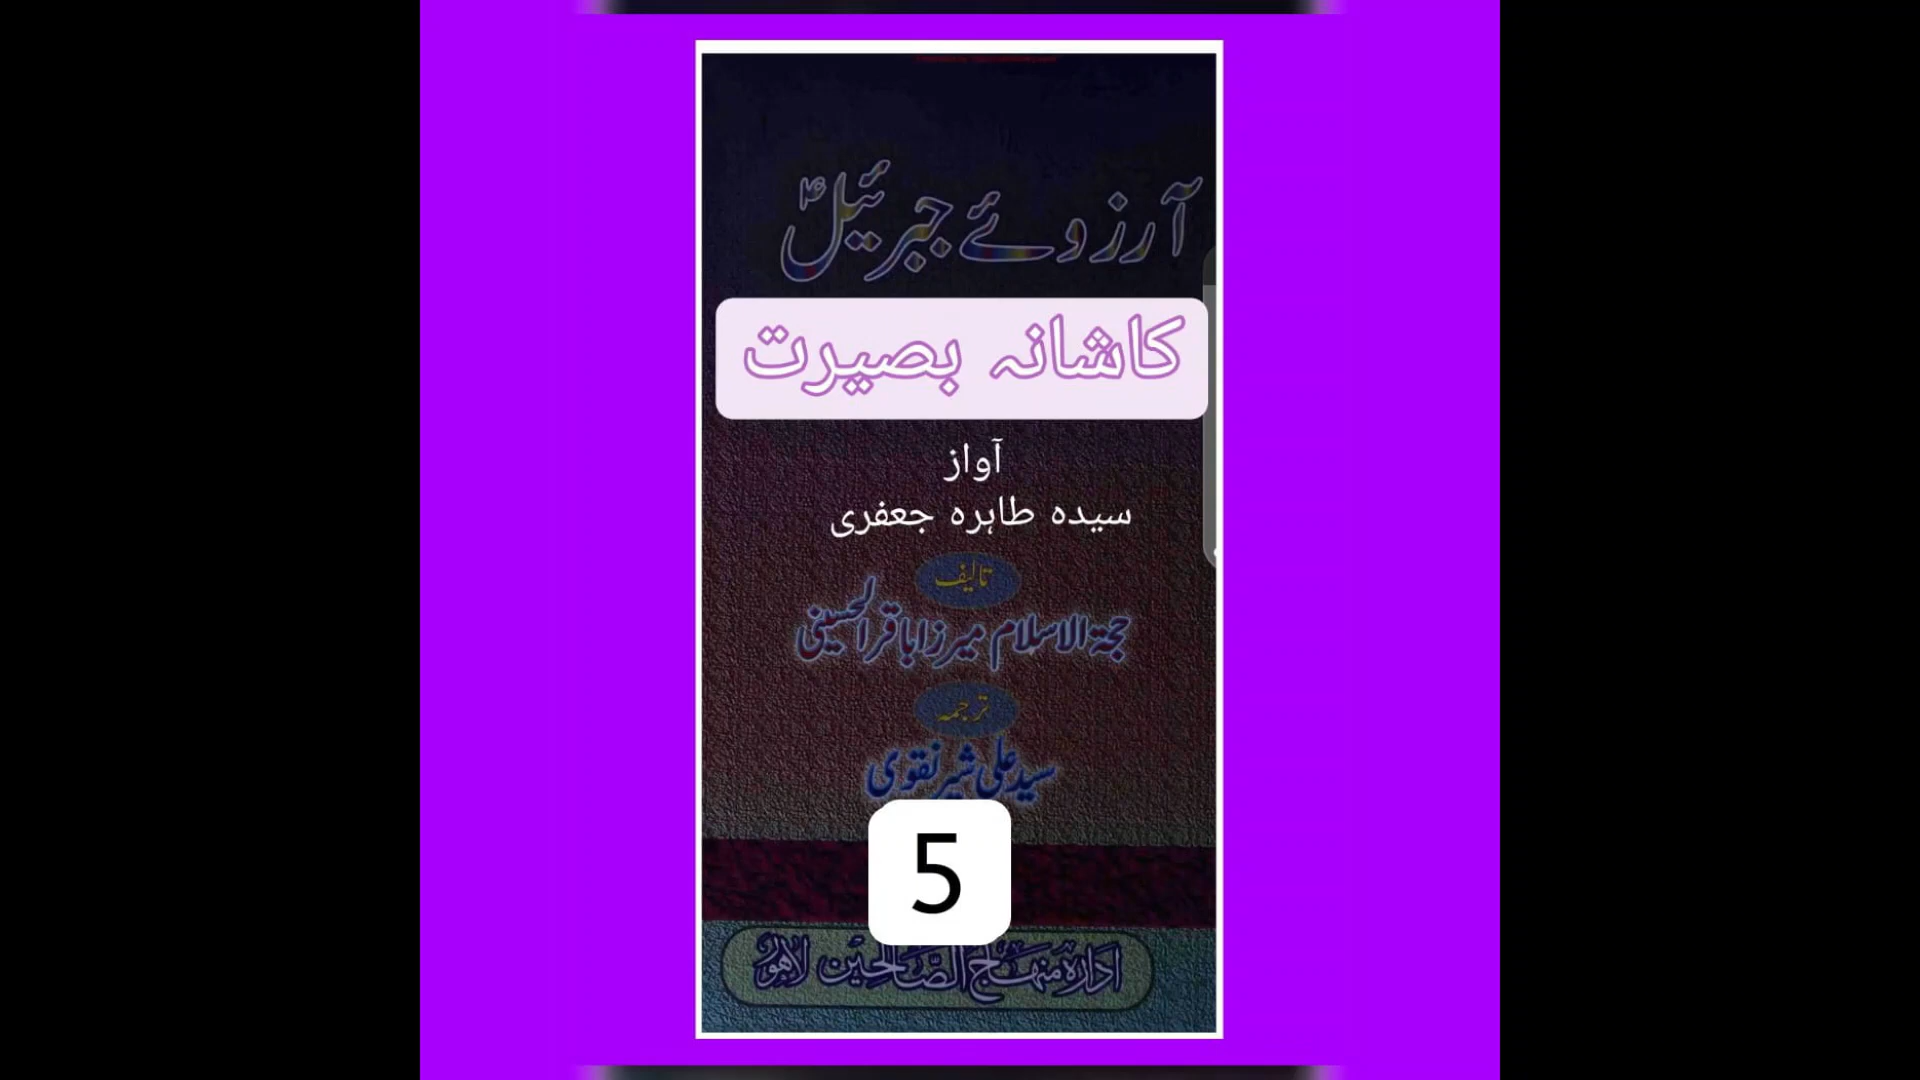 آرزوئے جبرئیلؑ
کاشانہ بصیرت
آواز
سیدہ طاہرہ جعفری
تالیف
حجۃ الاسلام میرزا باقر الحسینی
ترجمہ
سید علی شیر نقوی
5
ادارہ منہاج الصالحین لاہور